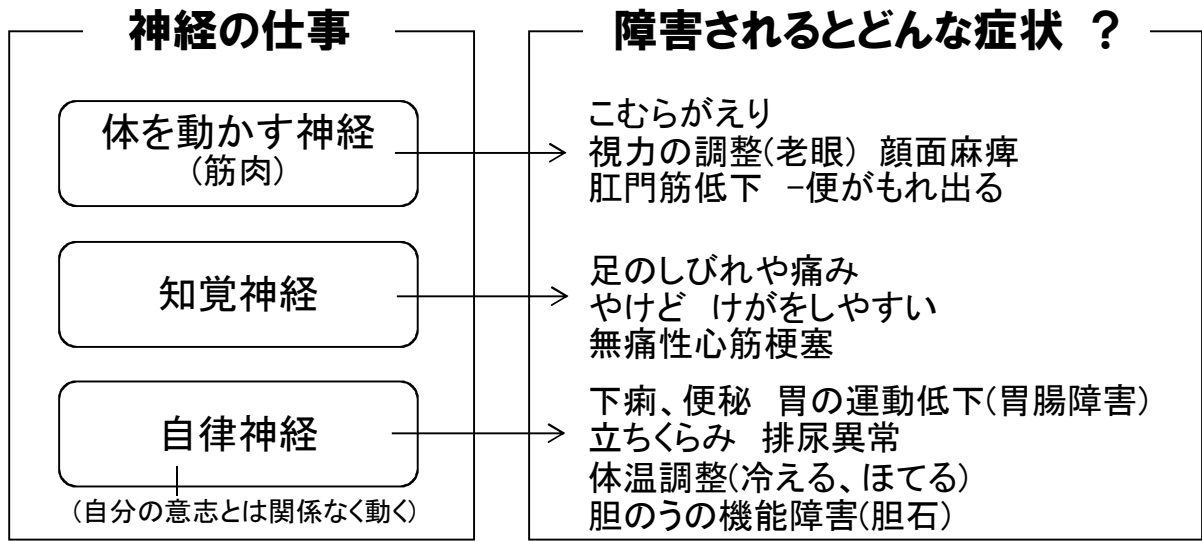 神経の仕事
体を動かす神経
(筋肉)
知覚神経
自律神経
(自分の意志とは関係なく動く)
障害されるとどんな症状 ?
こむらがえり
視力の調整(老眼) 顔面麻痺
肛門筋低下 -便がもれ出る
足のしびれや痛み
やけど けがをしやすい
無痛性心筋梗塞
下痢、便秘 胃の運動低下(胃腸障害)
立ちくらみ 排尿異常
体温調整(冷える、ほてる)
胆のうの機能障害(胆石)